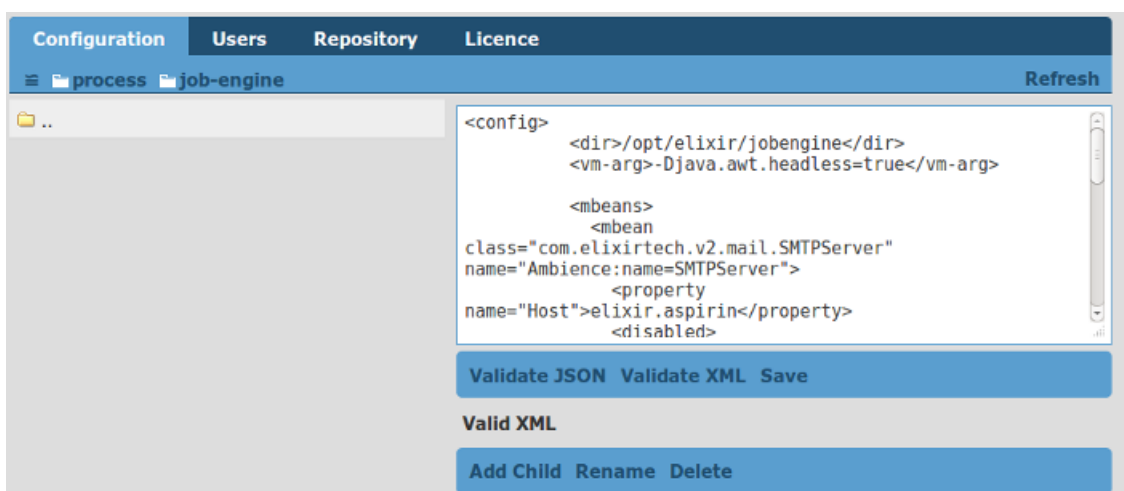 Configuration Users Repository Licence
process job-engine Refresh
..
<config>
<dir>/opt/elixir/jobengine</dir>
<vm-arg>-Djava.awt.headless=true</vm-arg>
<mbeans>
<mbean
class="com.elixirtech.v2.mail.SMTPServer"
name="Ambience:name=SMTPServer">
<property
name="Host">elixir.aspirin</property>
<disabled>
Validate JSON Validate XML Save
Valid XML
Add Child Rename Delete